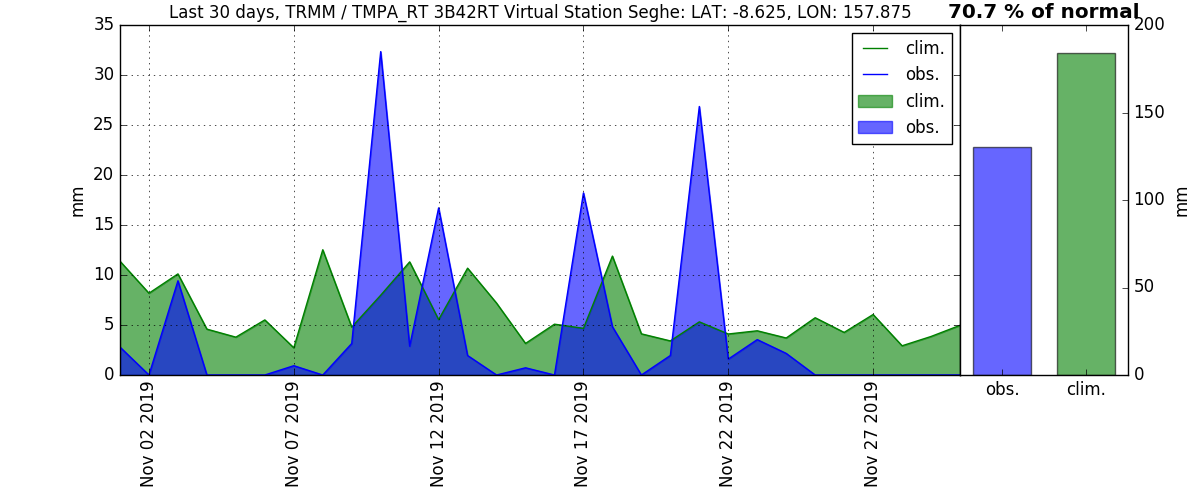 Last 30 days, TRMM / TMPA_RT 3B42RT Virtual Station Seghe: LAT: -8.625, LON: 157.875
70.7 % of normal
35
30
25
20
15
10
5
0
mm
clim.
obs.
clim.
obs.
Nov 02 2019
Nov 07 2019
Nov 12 2019
Nov 17 2019
Nov 22 2019
Nov 27 2019
200
150
100
50
0
mm
obs.
clim.